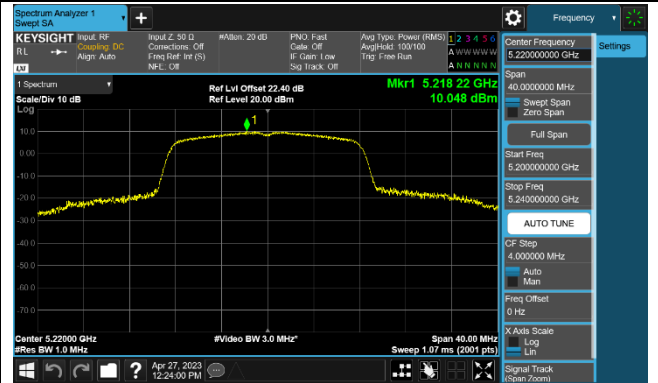 Spectrum Analyzer 1
Swept SA
Frequency
KEYSIGHT
RL
LXI
Input: RF
Coupling: DC
Align: Auto
Input Z: 50 Ω
Corrections: Off
Freq Ref: Int (S)
NFE: Off
#Atten: 20 dB
PNO: Fast
Gate: Off
IF Gain: Low
Sig Track: Off
Avg Type: Power (RMS)
Avg|Hold: 100/100
Trig: Free Run
1 2 3 4 5 6
A W W W W W
A N N N N N
1 Spectrum
Scale/Div 10 dB
Log
Ref Lvl Offset 22.40 dB
Ref Level 20.00 dBm
Mkr1 5.218 22 GHz
10.048 dBm
1
10.0
0.00
-10.0
-20.0
-30.0
-40.0
-50.0
-60.0
-70.0
Center 5.22000 GHz
#Res BW 1.0 MHz
#Video BW 3.0 MHz*
Span 40.00 MHz
Sweep 1.07 ms (2001 pts)
Apr 27, 2023
12:24:00 PM
Center Frequency
5.220000000 GHz
Settings
Span
40.0000000 MHz
Swept Span
Zero Span
Full Span
Start Freq
5.200000000 GHz
Stop Freq
5.240000000 GHz
AUTO TUNE
CF Step
4.000000 MHz
Auto
Man
Freq Offset
0 Hz
X Axis Scale
Log
Lin
Signal Track
(Span Zoom)